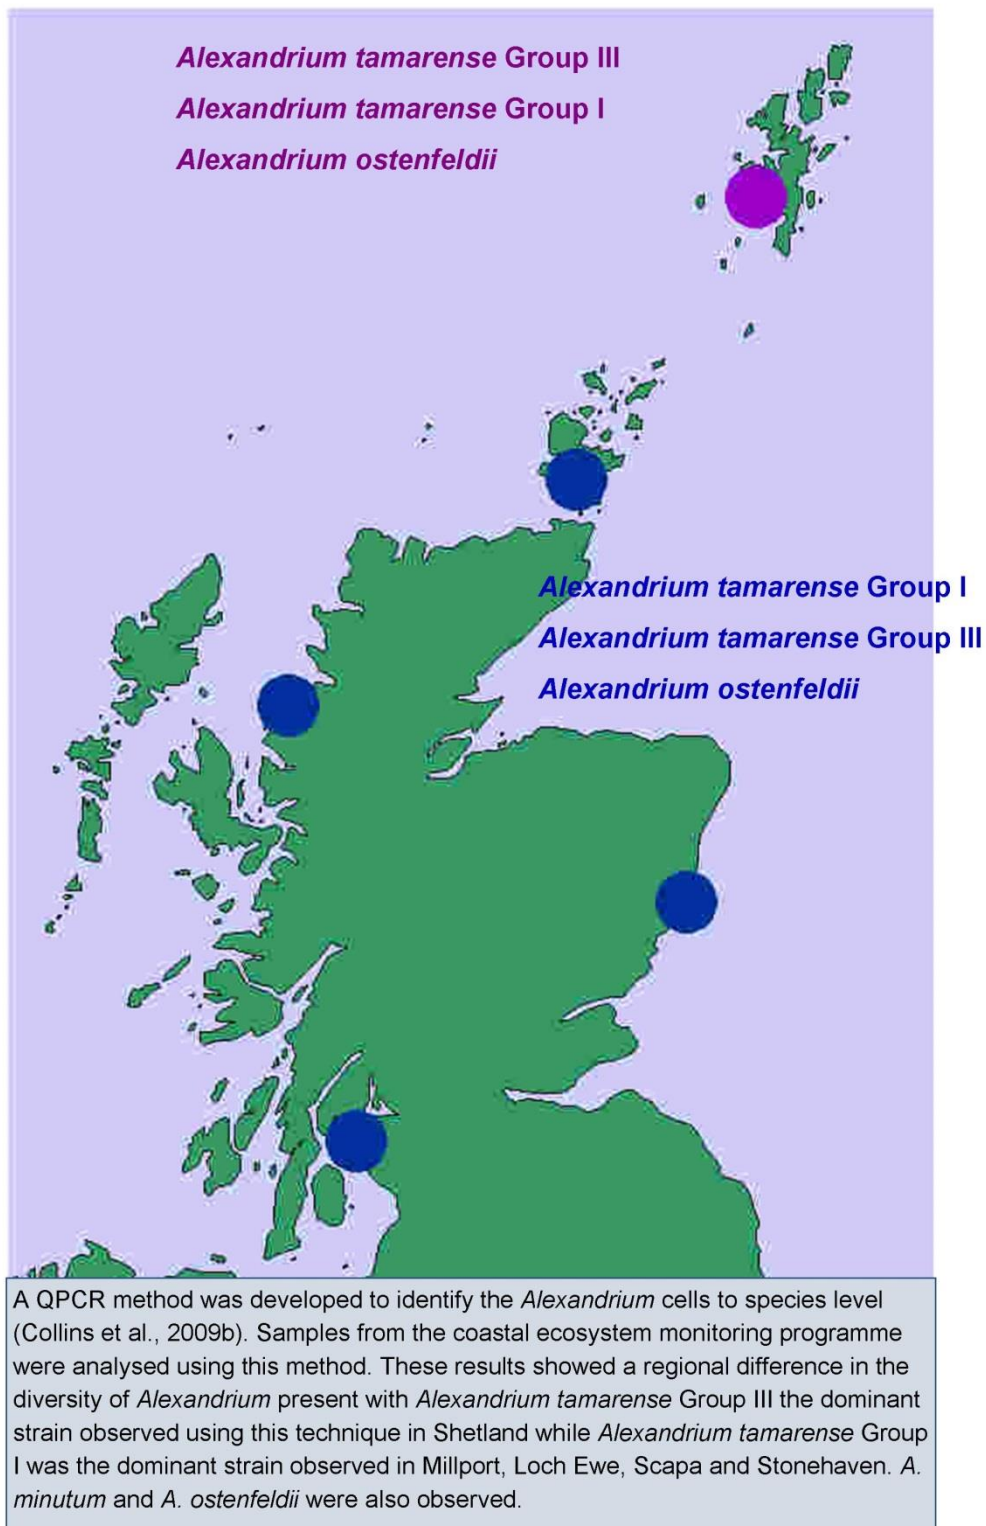 Alexandrium tamarense Group III
Alexandrium tamarense Group I
Alexandrium ostenfeldii
Alexandrium tamarense Group I
Alexandrium tamarense Group III
Alexandrium ostenfeldii
A QPCR method was developed to identify the Alexandrium cells to species level
(Collins et al., 2009b). Samples from the coastal ecosystem monitoring programme
were analysed using this method. These results showed a regional difference in the
diversity of Alexandrium present with Alexandrium tamarense Group III the dominant
strain observed using this technique in Shetland while Alexandrium tamarense Group
I was the dominant strain observed in Millport, Loch Ewe, Scapa and Stonehaven. A.
minutum and A. ostenfeldii were also observed.